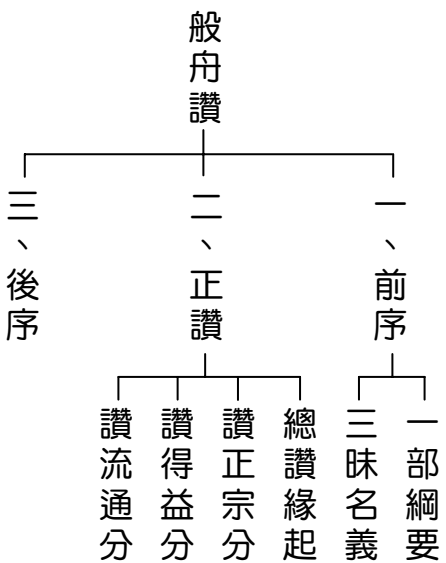 般舟讚
一、前序
二、正讚
三、後序
一部綱要
三昧名義
總讚緣起
讚正宗分
讚得益分
讚流通分